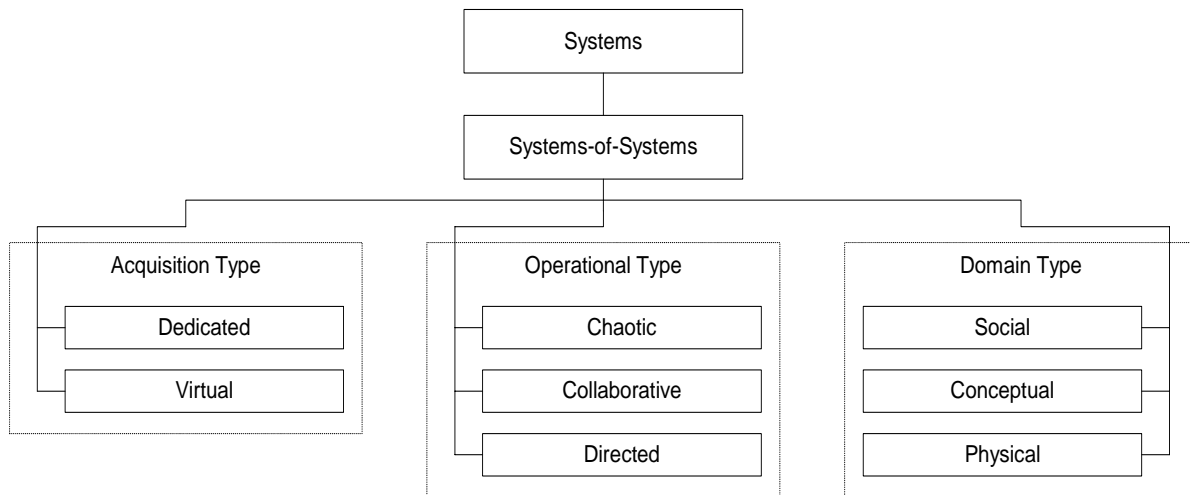 Systems
Systems-of-Systems
Acquisition Type
Dedicated
Virtual
Operational Type
Chaotic
Collaborative
Directed
Domain Type
Social
Conceptual
Physical